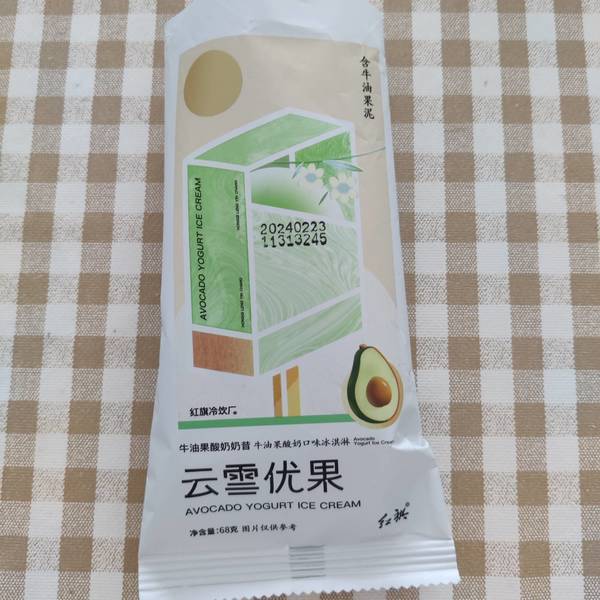 含牛油果泥
AVOCADO YOGURT ICE CREAM
20240223
11313245
紅旗冷饮厂
牛油果酸奶奶昔 牛油果酸奶口味冰淇淋 Avocado
Yogurt Ice Cream
云雪优果
AVOCADO YOGURT ICE CREAM
净含量:68克 图片仅供参考
红旗®